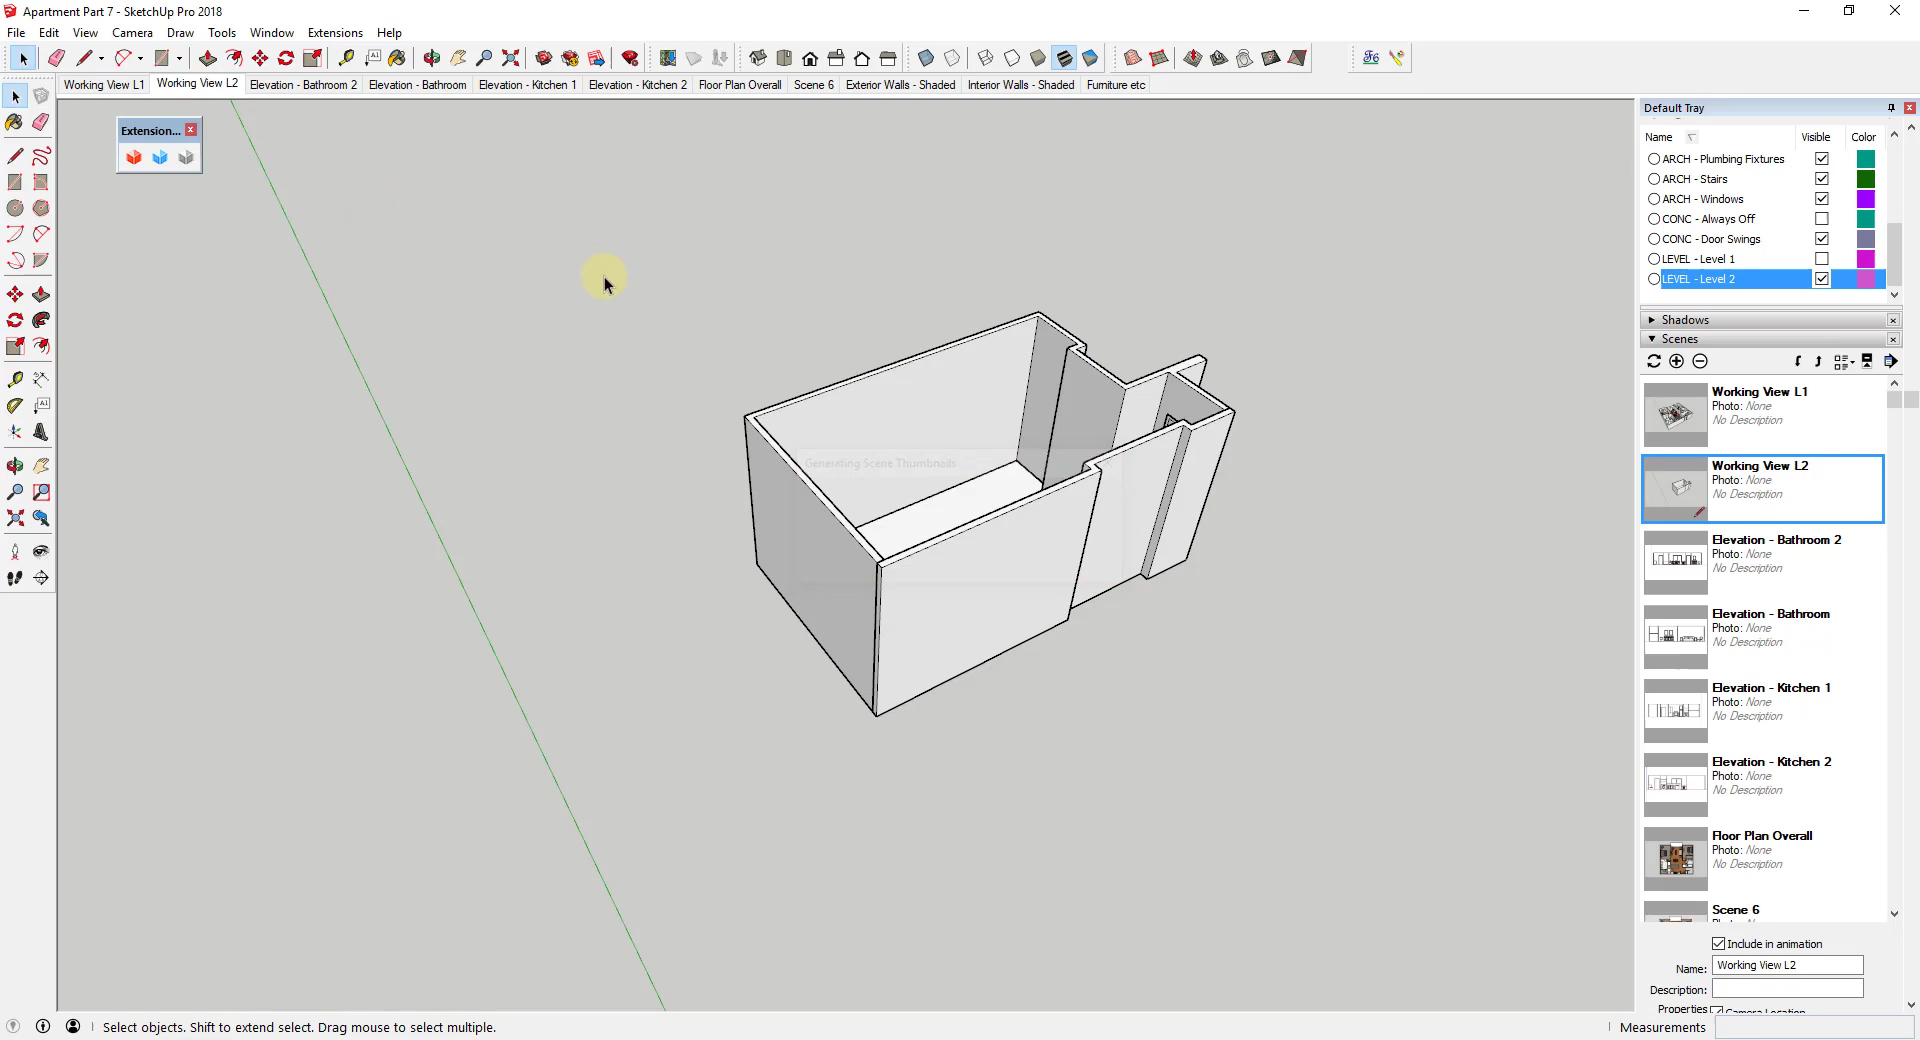 Apartment Part 7 - SketchUp Pro 2018
File Edit View Camera Draw Tools Window Extensions Help
Working View L1 Working View L2 Elevation - Bathroom 2 Elevation - Bathroom Elevation - Kitchen 1 Elevation - Kitchen 2 Floor Plan Overall Scene 6 Exterior Walls - Shaded Interior Walls - Shaded Furniture etc
Extension...
Generating Scene Thumbnails
Default Tray
Name Visible Color
ARCH - Plumbing Fixtures
ARCH - Stairs
ARCH - Windows
CONC - Always Off
CONC - Door Swings
LEVEL - Level 1
LEVEL - Level 2
Shadows
Scenes
Working View L1
Photo: None
No Description
Working View L2
Photo: None
No Description
Elevation - Bathroom 2
Photo: None
No Description
Elevation - Bathroom
Photo: None
No Description
Elevation - Kitchen 1
Photo: None
No Description
Elevation - Kitchen 2
Photo: None
No Description
Floor Plan Overall
Photo: None
No Description
Scene 6
Include in animation
Name: Working View L2
Description:
Properties Camera Location
Select objects. Shift to extend select. Drag mouse to select multiple.
Measurements